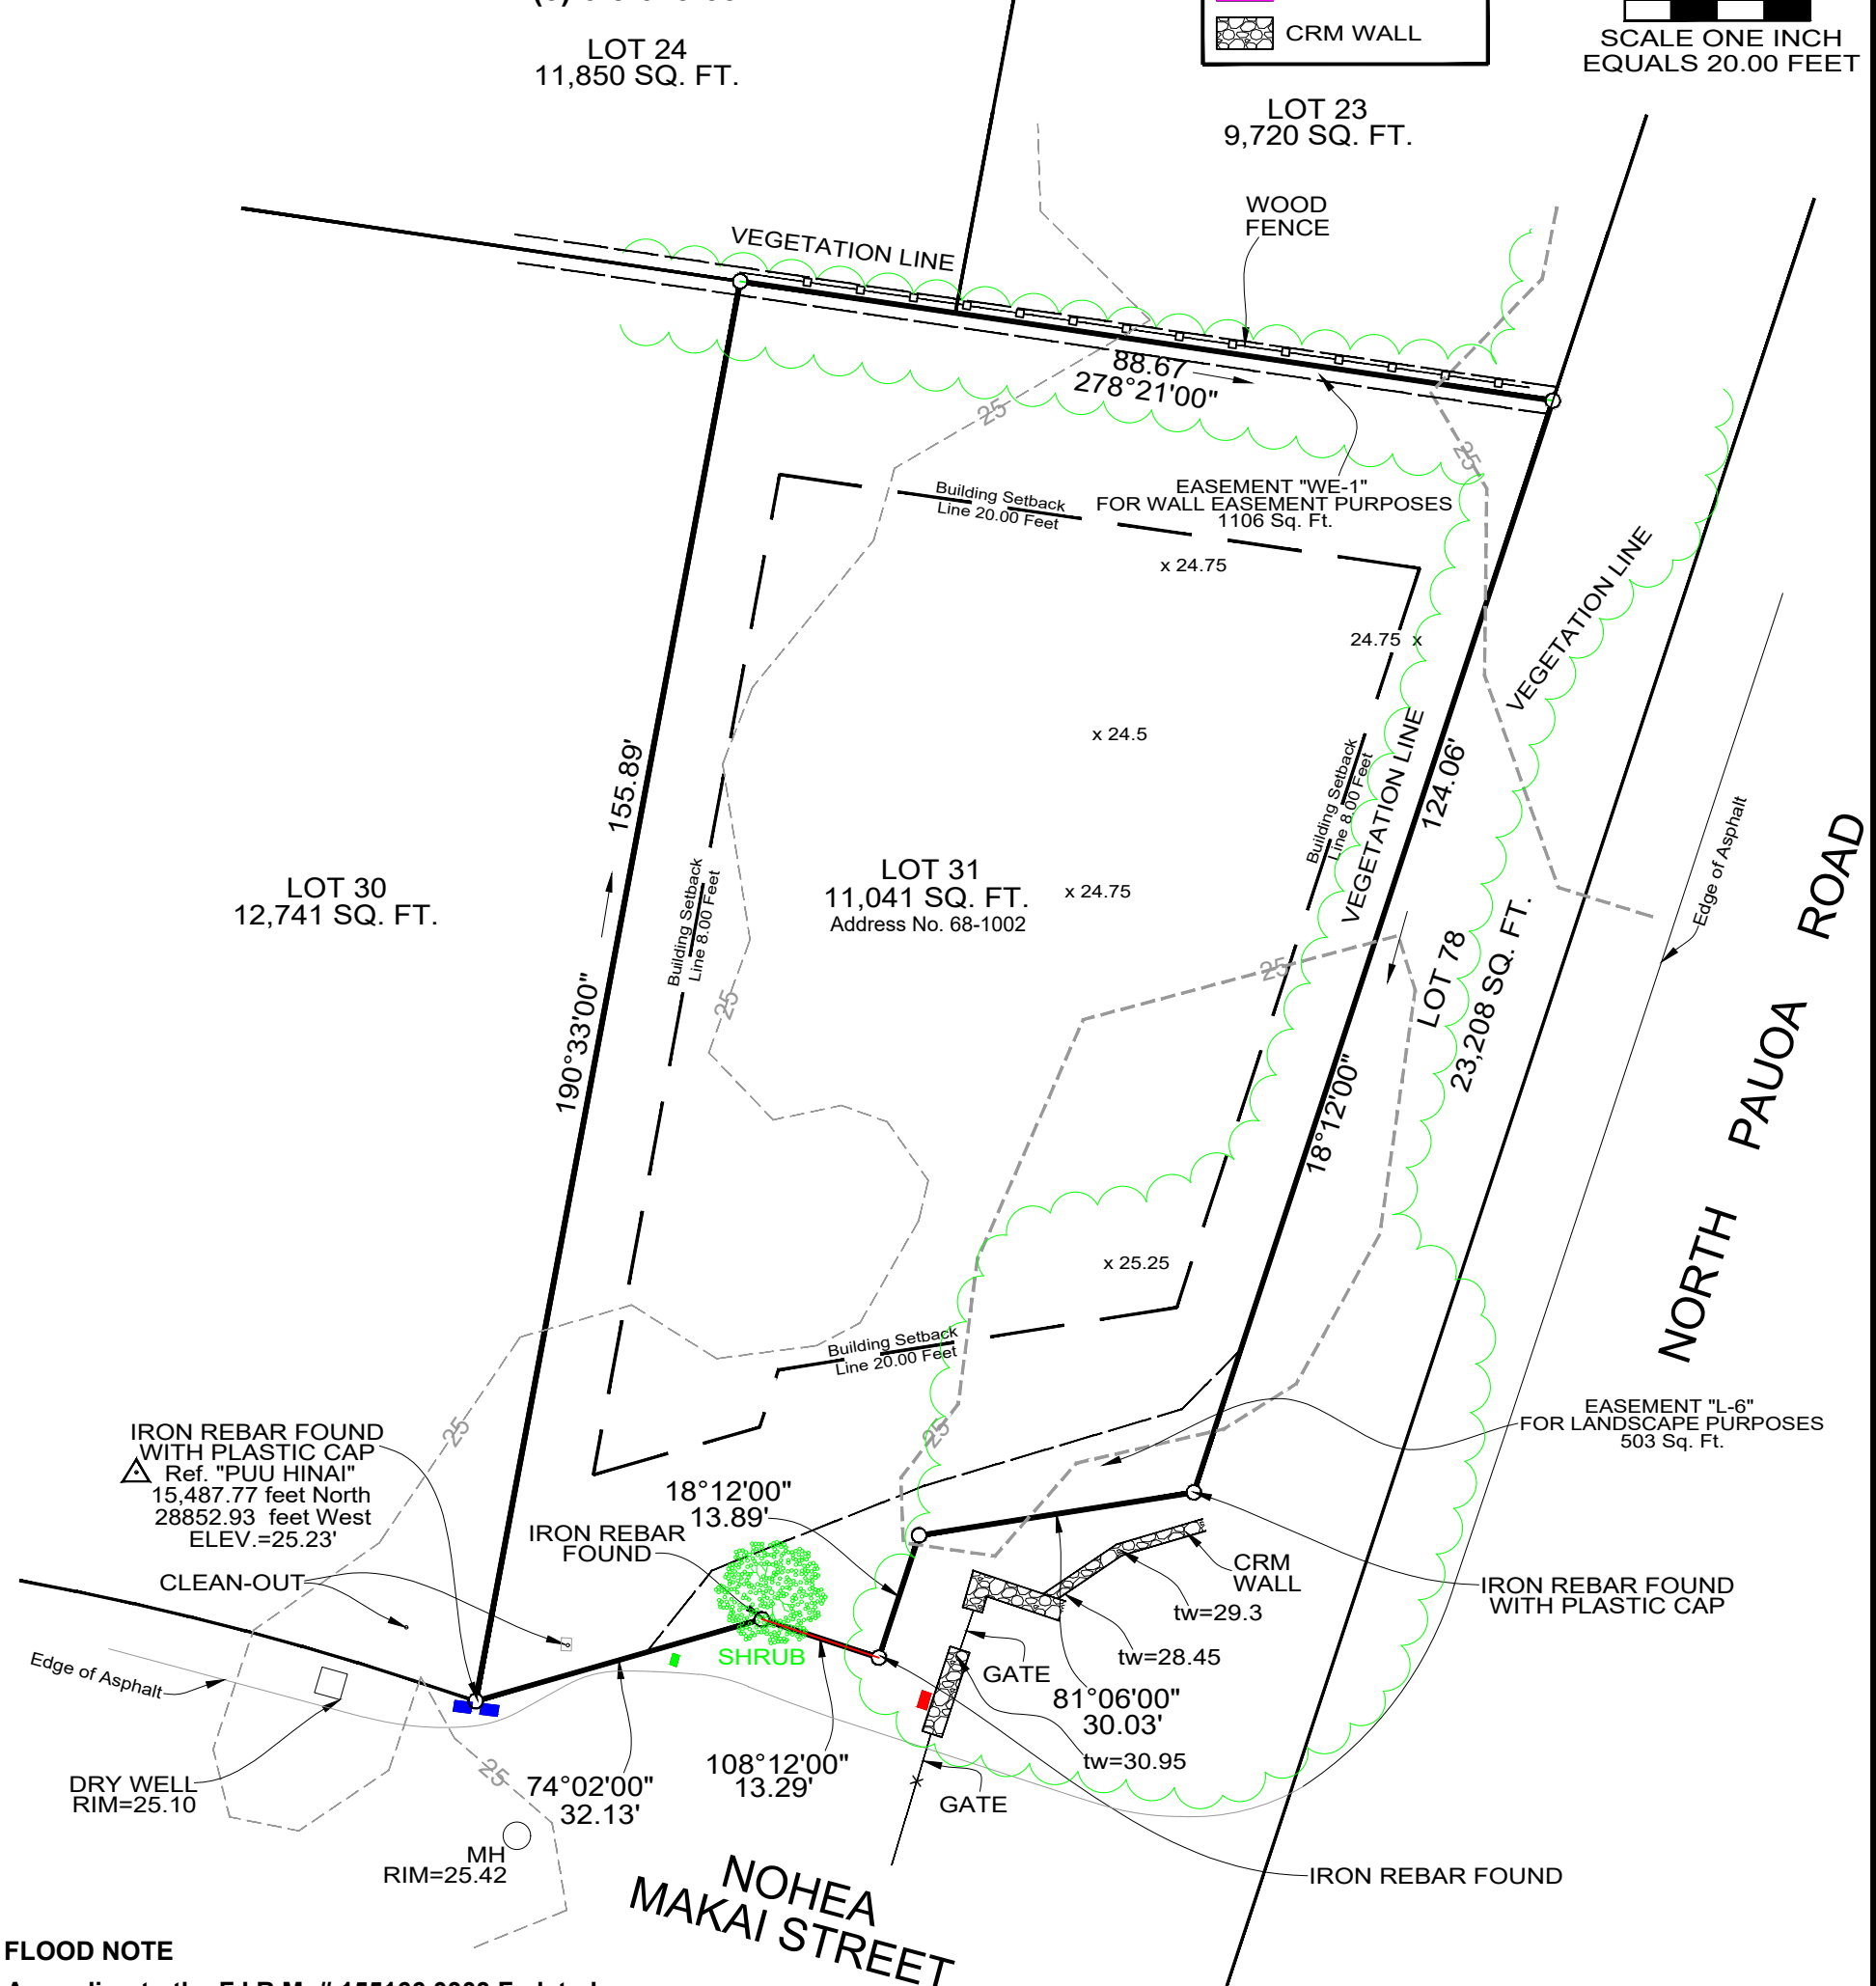 LOT 24
11,850 SQ. FT.
CRM WALL
SCALE ONE INCH
EQUALS 20.00 FEET
LOT 23
9,720 SQ. FT.
WOOD
FENCE
VEGETATION LINE
88.67
278°21'00"
25
25
EASEMENT "WE-1"
FOR WALL EASEMENT PURPOSES
1106 Sq. Ft.
Building Setback
Line 20.00 Feet
x 24.75
24.75 x
VEGETATION LINE
x 24.5
155.89'
Building Setback
Line 8.00 Feet
VEGETATION LINE
124.06'
Edge of Asphalt
NORTH PAUOA ROAD
LOT 30
12,741 SQ. FT.
Building Setback
Line 8.00 Feet
LOT 31
11,041 SQ. FT.
Address No. 68-1002
x 24.75
LOT 78
23,208 SQ. FT.
25
25
190°33'00"
18°12'00"
x 25.25
Building Setback
Line 20.00 Feet
EASEMENT "L-6"
FOR LANDSCAPE PURPOSES
503 Sq. Ft.
25
25
IRON REBAR FOUND
WITH PLASTIC CAP
Ref. "PUU HINAI"
15,487.77 feet North
28852.93 feet West
ELEV.=25.23'
18°12'00"
13.89'
IRON REBAR
FOUND
CLEAN-OUT
CRM
WALL
IRON REBAR FOUND
WITH PLASTIC CAP
tw=29.3
tw=28.45
SHRUB
GATE
Edge of Asphalt
81°06'00"
30.03'
tw=30.95
108°12'00"
13.29'
74°02'00"
32.13'
25
DRY WELL
RIM=25.10
GATE
MH
RIM=25.42
IRON REBAR FOUND
NOHEA
MAKAI STREET
FLOOD NOTE